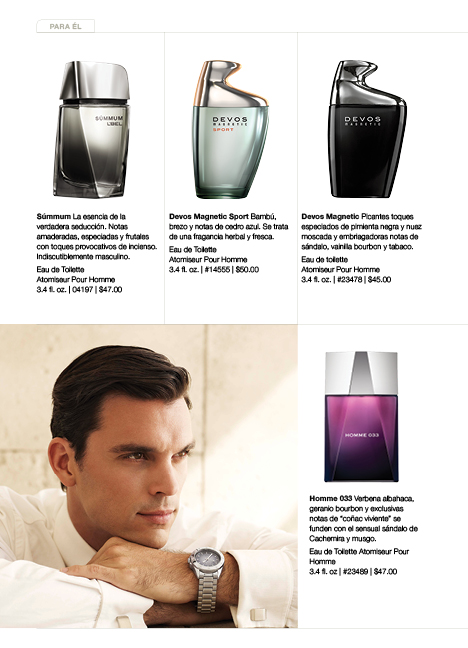 PARA ÉL
SÚMMUM
L'BEL
DEVOS
MAGNETIC
SPORT
DEVOS
MAGNETIC
Súmmum La esencia de la
verdadera seducción. Notas
amaderadas, especiadas y frutales
con toques provocativos de incienso.
Indiscutiblemente masculino.
Eau de Toilette
Atomiseur Pour Homme
3.4 fl. oz. | 04197 | $47.00
Devos Magnetic Sport Bambú,
brezo y notas de cedro azul. Se trata
de una fragancia herbal y fresca.
Eau de Toilette
Atomiseur Pour Homme
3.4 fl. oz. | #14555 | $50.00
Devos Magnetic Picantes toques
especiados de pimienta negra y nuez
moscada y embriagadoras notas de
sándalo, vainilla bourbon y tabaco.
Eau de toilette
Atomiseur Pour Homme
3.4 fl. oz. | #23478 | $45.00
HOMME 033
Homme 033 Verbena albahaca,
geranio bourbon y exclusivas
notas de “coñac viviente” se
funden con el sensual sándalo de
Cachemira y musgo.
Eau de Toilette Atomiseur Pour
Homme
3.4 fl oz | #23489 | $47.00